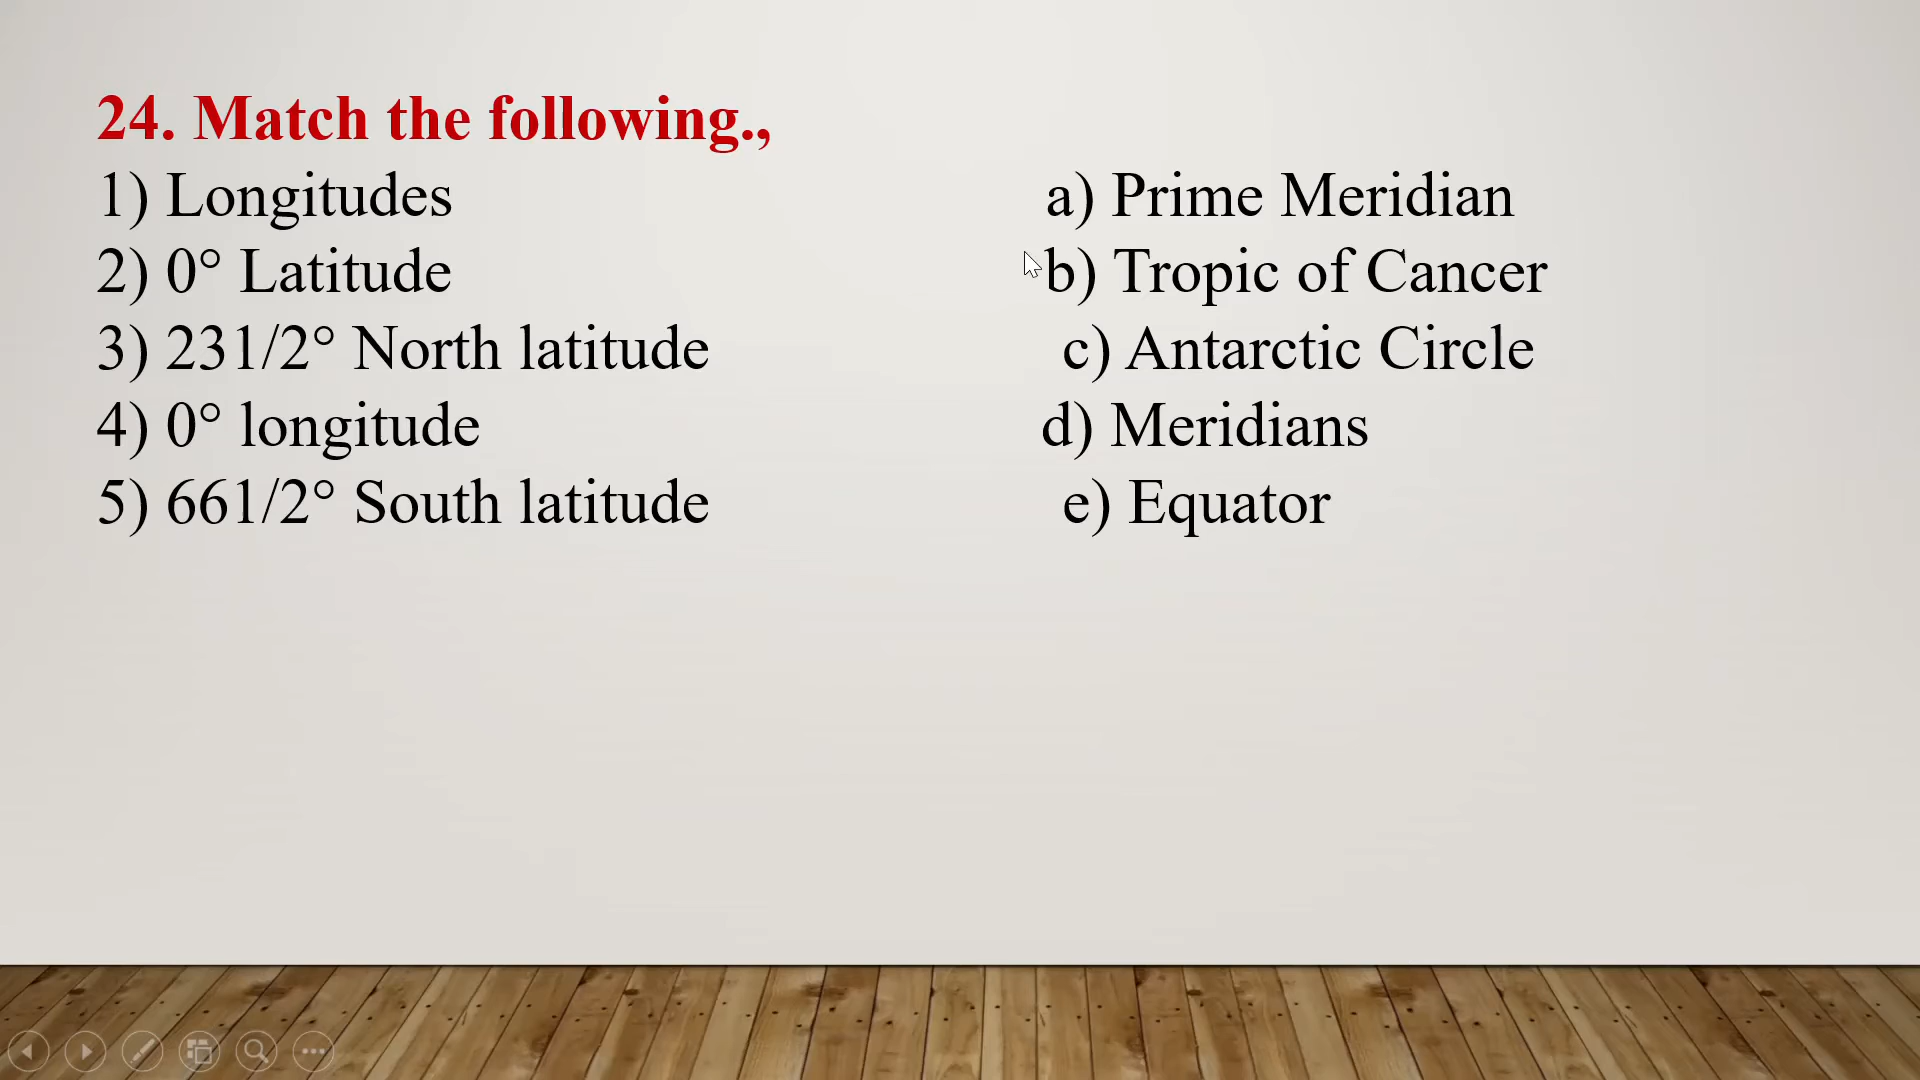 24. Match the following.,
1) Longitudes a) Prime Meridian
2) 0° Latitude b) Tropic of Cancer
3) 231/2° North latitude c) Antarctic Circle
4) 0° longitude d) Meridians
5) 661/2° South latitude e) Equator